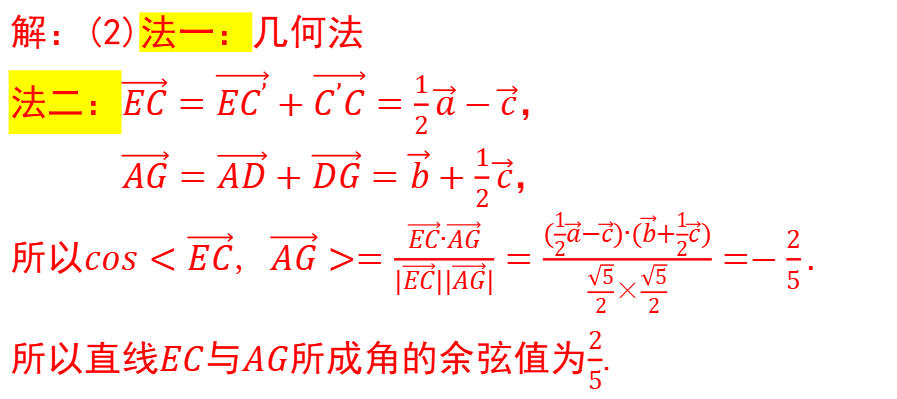 解：(2)法一：几何法
法二：$\overrightarrow{EC} = \overrightarrow{EC'} + \overrightarrow{C'C} = \frac{1}{2}\vec{a} - \vec{c}$，
$\overrightarrow{AG} = \overrightarrow{AD} + \overrightarrow{DG} = \vec{b} + \frac{1}{2}\vec{c}$，
所以$cos < \overrightarrow{EC}, \overrightarrow{AG} > = \frac{\overrightarrow{EC} \cdot \overrightarrow{AG}}{|\overrightarrow{EC}||\overrightarrow{AG}|} = \frac{(\frac{1}{2}\vec{a} - \vec{c}) \cdot (\vec{b} + \frac{1}{2}\vec{c})}{\frac{\sqrt{5}}{2} \times \frac{\sqrt{5}}{2}} = -\frac{2}{5}.$
所以直线$EC$与$AG$所成角的余弦值为$\frac{2}{5}$.